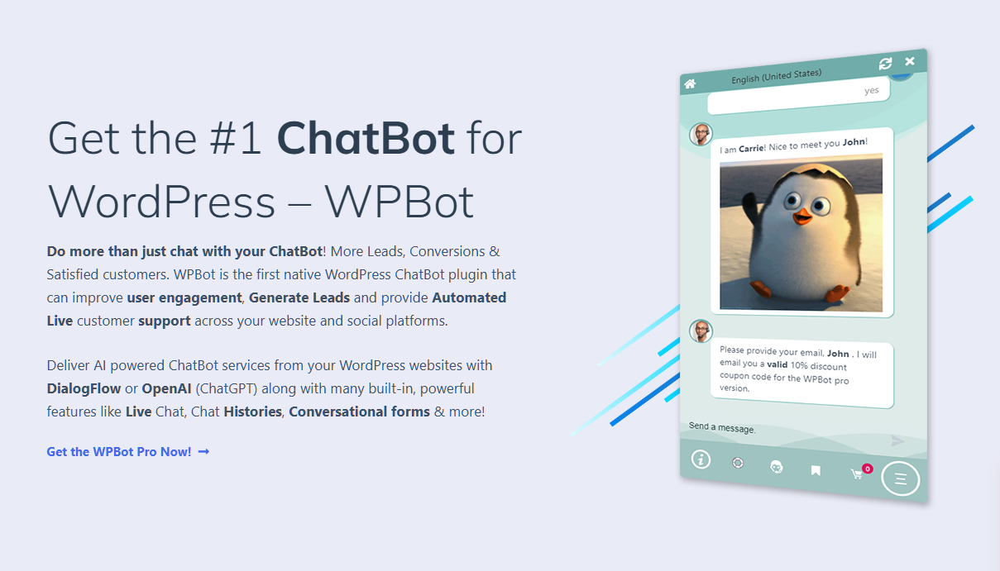 Get the #1 ChatBot for
WordPress – WPBot
Do more than just chat with your ChatBot! More Leads, Conversions &
Satisfied customers. WPBot is the first native WordPress ChatBot plugin that
can improve user engagement, Generate Leads and provide Automated
Live customer support across your website and social platforms.
Deliver AI powered ChatBot services from your WordPress websites with
DialogFlow or OpenAI (ChatGPT) along with many built-in, powerful
features like Live Chat, Chat Histories, Conversational forms & more!
Get the WPBot Pro Now! →
English (United States)
yes
I am Carrie! Nice to meet you John!
Please provide your email, John . I will
email you a valid 10% discount
coupon code for the WPBot pro
version.
Send a message.
0